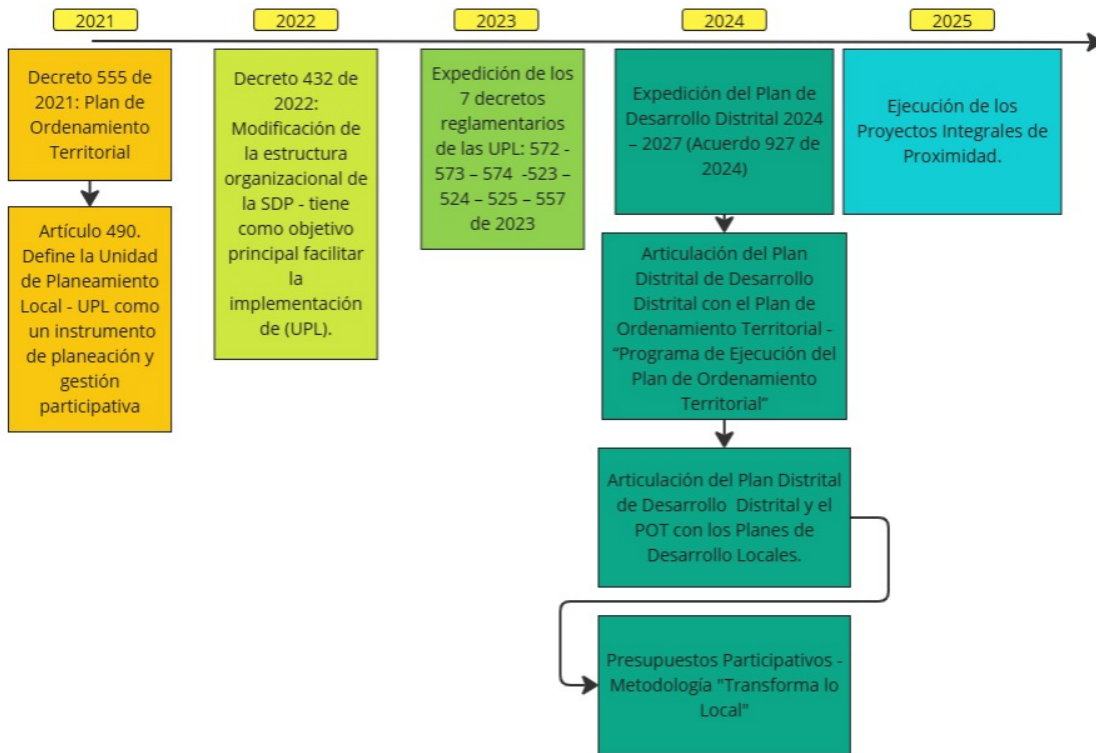 2021
2022
2023
2024
2025
Decreto 555 de
2021: Plan de
Ordenamiento
Territorial
Artículo 490.
Define la Unidad
de Planeamiento
Local - UPL como
un instrumento
de planeación y
gestión
participativa
Decreto 432 de
2022:
Modificación de
la estructura
organizacional de
la SDP - tiene
como objetivo
principal facilitar
la
implementación
de (UPL).
Expedición de los
7 decretos
reglamentarios
de las UPL: 572 -
573 – 574 -523 –
524 – 525 – 557
de 2023
Expedición del Plan de
Desarrollo Distrital 2024
– 2027 (Acuerdo 927 de
2024)
Articulación del Plan
Distrital de Desarrollo
Distrital con el Plan de
Ordenamiento Territorial -
“Programa de Ejecución del
Plan de Ordenamiento
Territorial”
Articulación del Plan Distrital
de Desarrollo Distrital y el
POT con los Planes de
Desarrollo Locales.
Presupuestos Participativos -
Metodología "Transforma lo
Local"
Ejecución de los
Proyectos Integrales de
Proximidad.